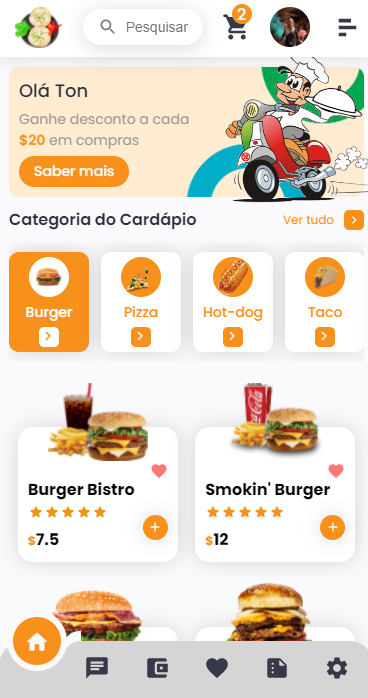 Pesquisar
2
Olá Ton
Ganhe desconto a cada
$20 em compras
Saber mais
Categoria do Cardápio
Ver tudo
Burger
Pizza
Hot-dog
Taco
Burger Bistro
Smokin' Burger
$7.5
$12